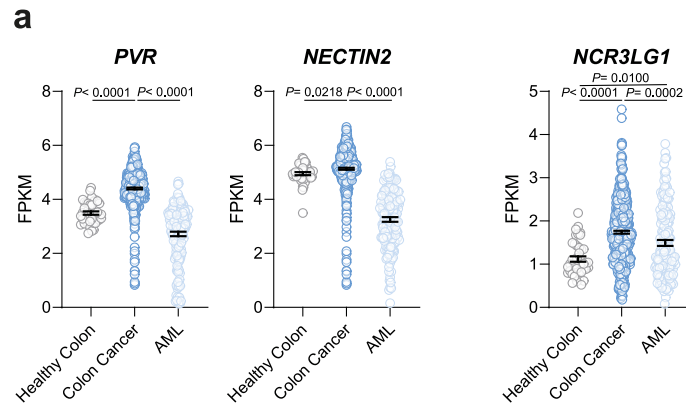 a
PVR
P< 0.0001 P< 0.0001
FPKM
8
6
4
2
0
Healthy Colon
Colon Cancer
AML
NECTIN2
P= 0.0218 P< 0.0001
FPKM
8
6
4
2
0
Healthy Colon
Colon Cancer
AML
NCR3LG1
P= 0.0100
P< 0.0001 P= 0.0002
FPKM
5
4
3
2
1
0
Healthy Colon
Colon Cancer
AML